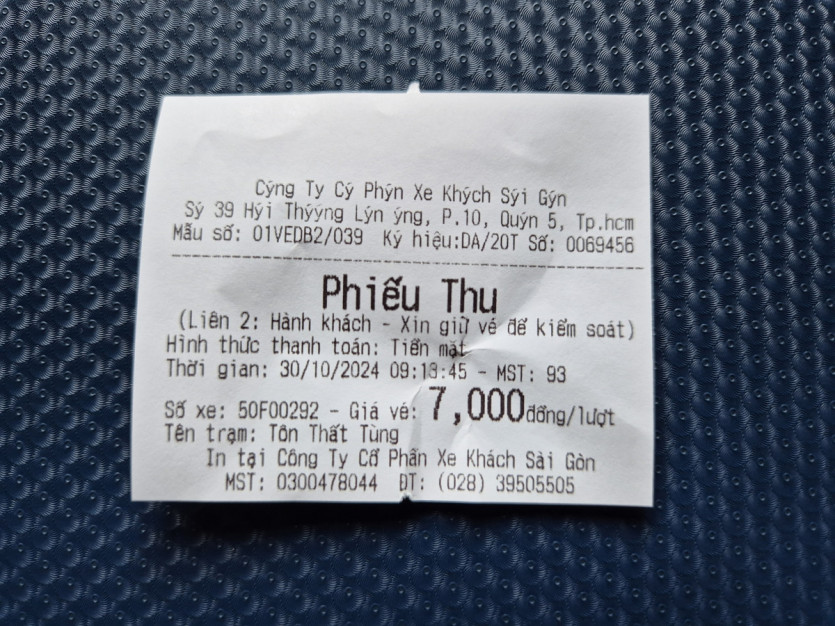 Cýng Ty Cý Phýn Xe Khých Sýi Gýn
Sý 39 Hýi Thýýng Lýn ýng, P.10, Quýn 5, Tp.hcm
Mẫu số: 01VEDB2/039 Ký hiệu:DA/20T Số: 0069456
Phiếu Thu
(Liên 2: Hành khách - Xin giữ vé để kiểm soát)
Hình thức thanh toán: Tiền mặt
Thời gian: 30/10/2024 09:13:45 - MST: 93
Số xe: 50F00292 - Giá vé: 7,000đồng/lượt
Tên trạm: Tôn Thất Tùng
In tại Công Ty Cổ Phần Xe Khách Sài Gòn
MST: 0300478044 ĐT: (028) 39505505